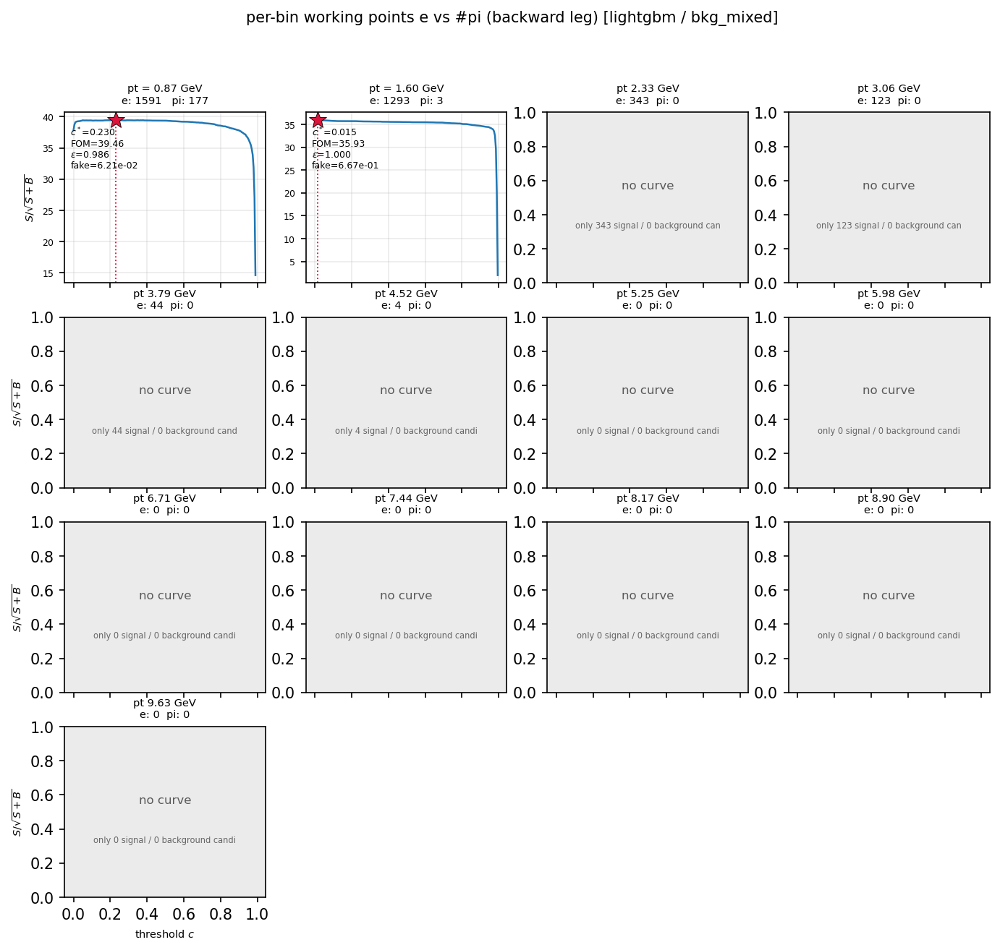 per-bin working points e vs #pi (backward leg) [lightgbm / bkg_mixed]
pt = 0.87 GeV
e: 1591   pi: 177
pt = 1.60 GeV
e: 1293   pi: 3
pt 2.33 GeV
e: 343  pi: 0
pt 3.06 GeV
e: 123  pi: 0
S/√S + B
40
35
30
25
20
15
c*=0.230
FOM=39.46
ε=0.986
fake=6.21e-02
35
30
25
20
15
10
5
c*=0.015
FOM=35.93
ε=1.000
fake=6.67e-01
1.0
0.8
0.6
0.4
0.2
0.0
no curve
only 343 signal / 0 background can
1.0
0.8
0.6
0.4
0.2
0.0
no curve
only 123 signal / 0 background can
pt 3.79 GeV
e: 44  pi: 0
pt 4.52 GeV
e: 4  pi: 0
pt 5.25 GeV
e: 0  pi: 0
pt 5.98 GeV
e: 0  pi: 0
S/√S + B
1.0
0.8
0.6
0.4
0.2
0.0
no curve
only 44 signal / 0 background cand
1.0
0.8
0.6
0.4
0.2
0.0
no curve
only 4 signal / 0 background candi
1.0
0.8
0.6
0.4
0.2
0.0
no curve
only 0 signal / 0 background candi
1.0
0.8
0.6
0.4
0.2
0.0
no curve
only 0 signal / 0 background candi
pt 6.71 GeV
e: 0  pi: 0
pt 7.44 GeV
e: 0  pi: 0
pt 8.17 GeV
e: 0  pi: 0
pt 8.90 GeV
e: 0  pi: 0
S/√S + B
1.0
0.8
0.6
0.4
0.2
0.0
no curve
only 0 signal / 0 background candi
1.0
0.8
0.6
0.4
0.2
0.0
no curve
only 0 signal / 0 background candi
1.0
0.8
0.6
0.4
0.2
0.0
no curve
only 0 signal / 0 background candi
1.0
0.8
0.6
0.4
0.2
0.0
no curve
only 0 signal / 0 background candi
pt 9.63 GeV
e: 0  pi: 0
S/√S + B
1.0
0.8
0.6
0.4
0.2
0.0
no curve
only 0 signal / 0 background candi
0.0 0.2 0.4 0.6 0.8 1.0
threshold c